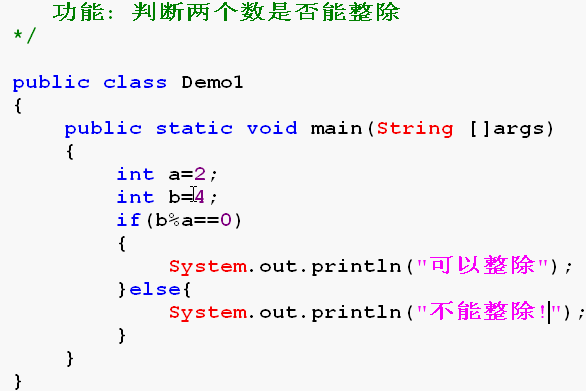 功能: 判断两个数是否能整除
*/
public class Demo1
{
public static void main(String []args)
{
int a=2;
int b=4;
if(b%a==0)
{
System.out.println("可以整除");
}else{
System.out.println("不能整除!");
}
}
}